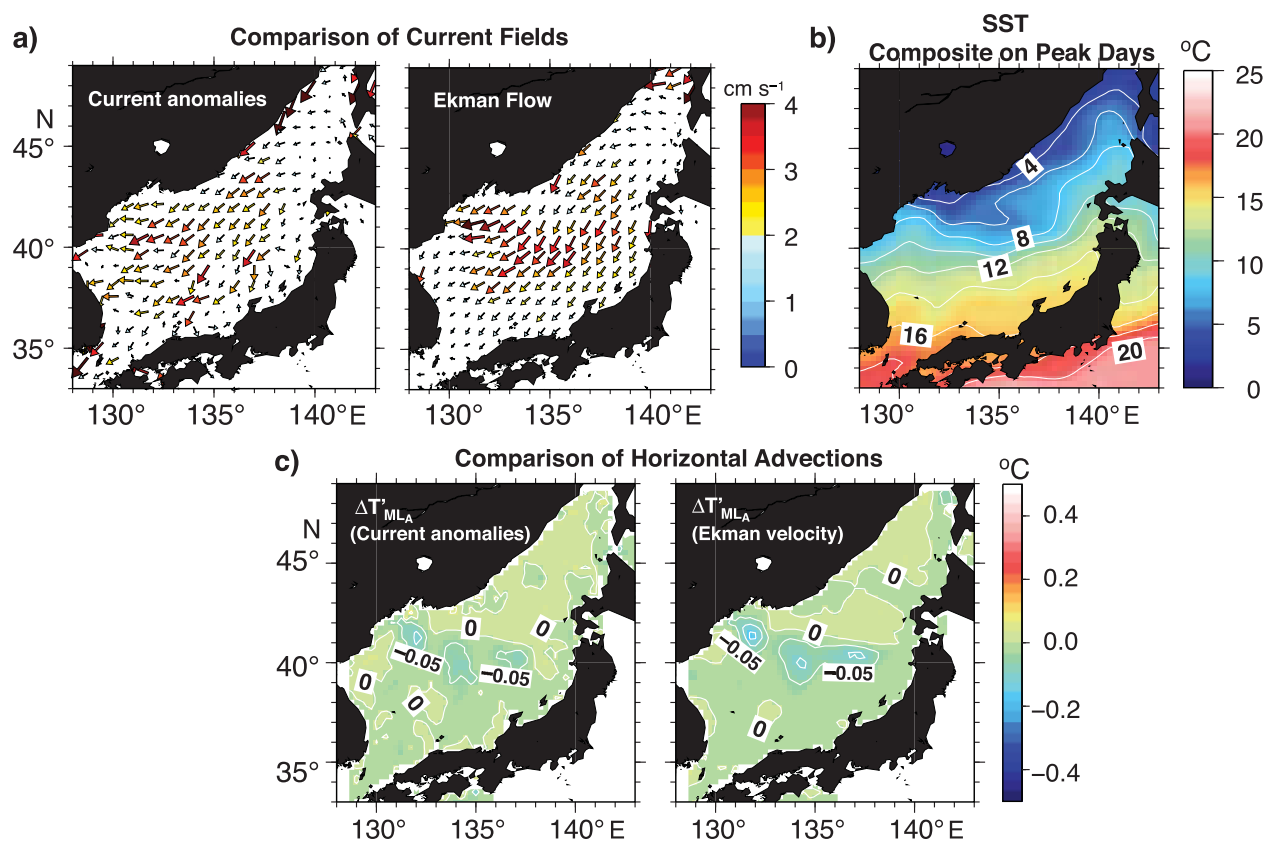 a)
Comparison of Current Fields
Current anomalies
Ekman Flow
N
45°
40°
35°
130°
135°
140°E
130°
135°
140°E
cm s⁻¹
4
3
2
1
0
b)
SST
Composite on Peak Days
°C
4
8
12
16
20
130°
135°
140°E
25
20
15
10
5
0
c)
Comparison of Horizontal Advections
ΔT'MLA
(Current anomalies)
ΔT'MLA
(Ekman velocity)
N
45°
40°
35°
0
0
−0.05
−0.05
0
0
0
0
−0.05
−0.05
0
130°
135°
140°E
130°
135°
140°E
°C
0.4
0.2
0.0
−0.2
−0.4